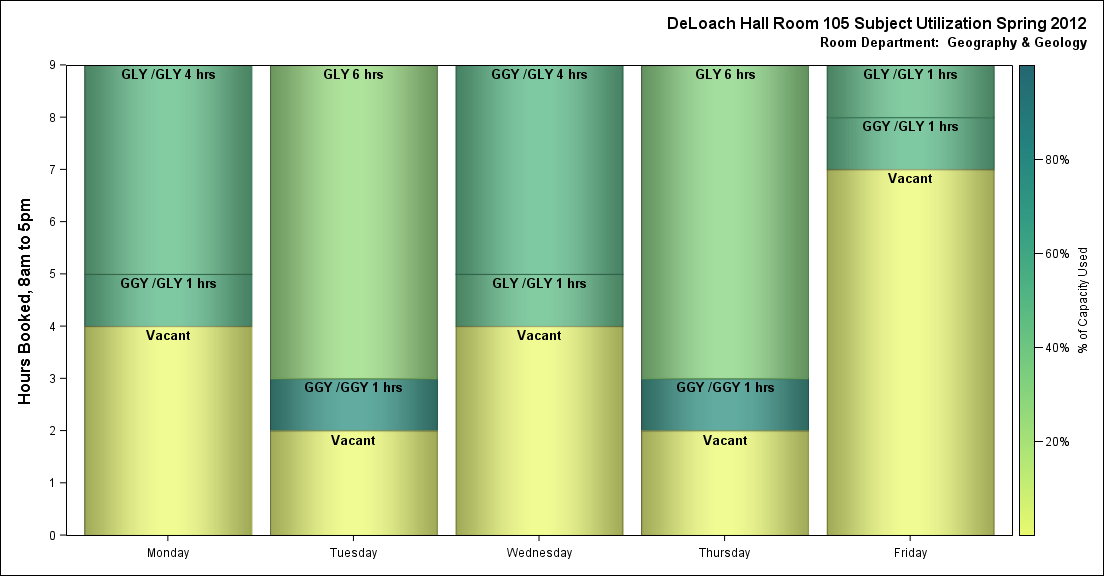 DeLoach Hall Room 105 Subject Utilization Spring 2012
Room Department: Geography & Geology
Hours Booked, 8am to 5pm
9
8
7
6
5
4
3
2
1
0
GLY /GLY 4 hrs
GGY /GLY 1 hrs
Vacant
GLY 6 hrs
GGY /GGY 1 hrs
Vacant
GGY /GLY 4 hrs
GLY /GLY 1 hrs
Vacant
GLY 6 hrs
GGY /GGY 1 hrs
Vacant
GLY /GLY 1 hrs
GGY /GLY 1 hrs
Vacant
Monday
Tuesday
Wednesday
Thursday
Friday
80%
60%
40%
20%
% of Capacity Used